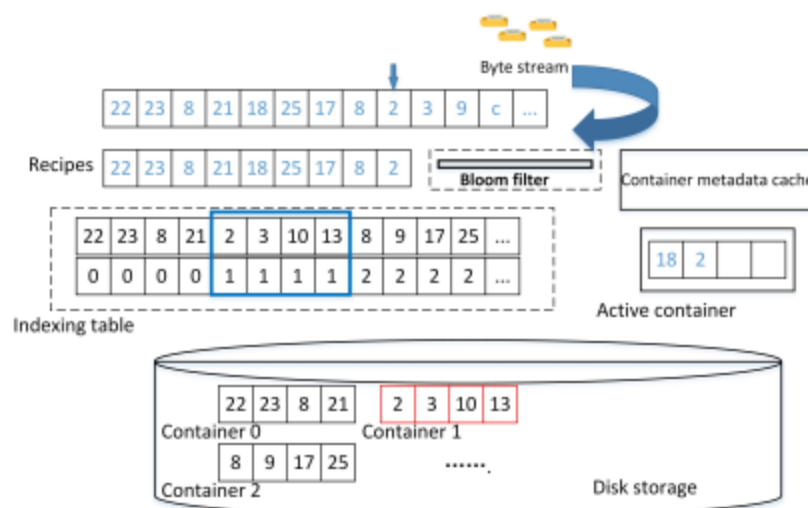 Byte stream
22 23 8 21 18 25 17 8 2 3 9 c ...
Recipes 22 23 8 21 18 25 17 8 2
Bloom filter
Container metadata cache
22 23 8 21 2 3 10 13 8 9 17 25 ...
0 0 0 0 1 1 1 1 2 2 2 2 ...
Indexing table
18 2
Active container
22 23 8 21
2 3 10 13
Container 0
Container 1
8 9 17 25
.......
Container 2
Disk storage